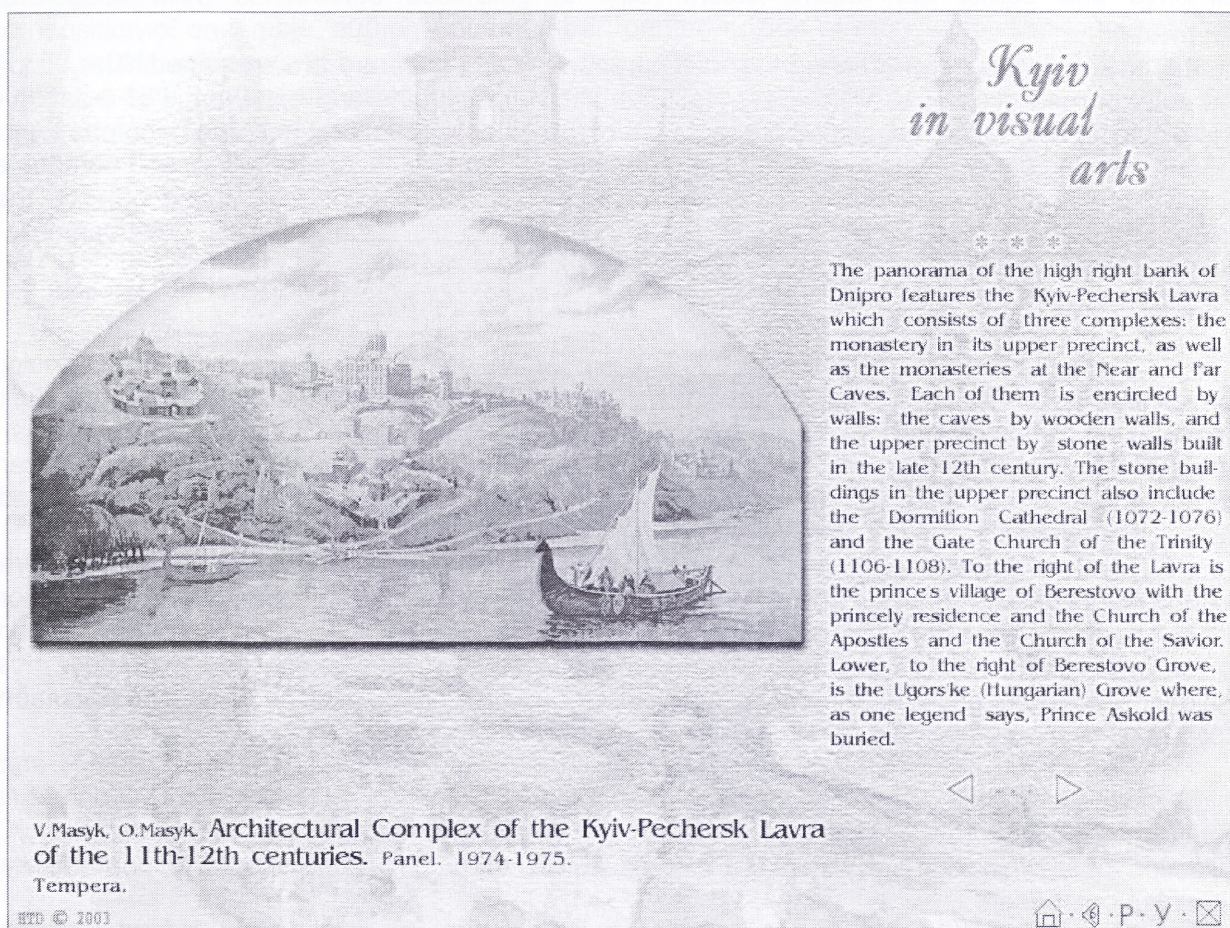 Kyiv
in visual
arts
* * *
The panorama of the high right bank of
Dnipro features the Kyiv-Pechersk Lavra
which consists of three complexes: the
monastery in its upper precinct, as well
as the monasteries at the Near and Far
Caves. Each of them is encircled by
walls: the caves by wooden walls, and
the upper precinct by stone walls built
in the late 12th century. The stone buil-
dings in the upper precinct also include
the Dormition Cathedral (1072-1076)
and the Gate Church of the Trinity
(1106-1108). To the right of the Lavra is
the prince's village of Berestovo with the
princely residence and the Church of the
Apostles and the Church of the Savior.
Lower, to the right of Berestovo Grove,
is the Ugors'ke (Hungarian) Grove where,
as one legend says, Prince Askold was
buried.
V.Masyk, O.Masyk. Architectural Complex of the Kyiv-Pechersk Lavra
of the 11th-12th centuries. Panel. 1974-1975.
Tempera.
НТD © 2003
· Р · У ·